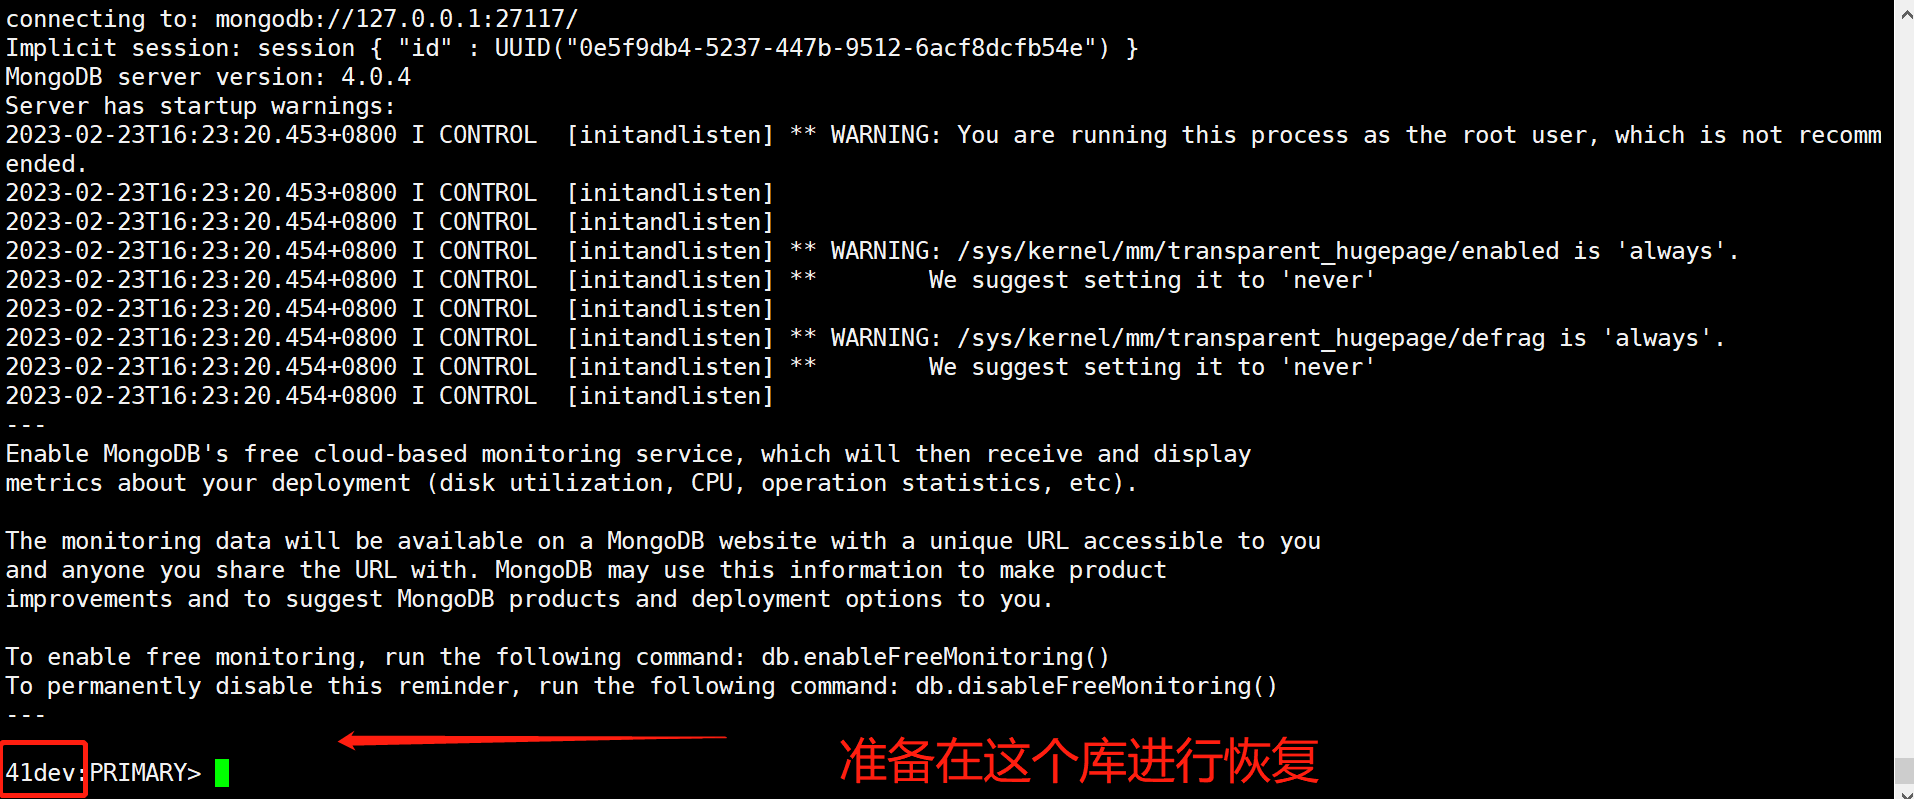 connecting to: mongodb://127.0.0.1:27117/
Implicit session: session { "id" : UUID("0e5f9db4-5237-447b-9512-6acf8dcfb54e") }
MongoDB server version: 4.0.4
Server has startup warnings:
2023-02-23T16:23:20.453+0800 I CONTROL  [initandlisten] ** WARNING: You are running this process as the root user, which is not recomm
ended.
2023-02-23T16:23:20.453+0800 I CONTROL  [initandlisten]
2023-02-23T16:23:20.454+0800 I CONTROL  [initandlisten]
2023-02-23T16:23:20.454+0800 I CONTROL  [initandlisten] ** WARNING: /sys/kernel/mm/transparent_hugepage/enabled is 'always'.
2023-02-23T16:23:20.454+0800 I CONTROL  [initandlisten] **        We suggest setting it to 'never'
2023-02-23T16:23:20.454+0800 I CONTROL  [initandlisten]
2023-02-23T16:23:20.454+0800 I CONTROL  [initandlisten] ** WARNING: /sys/kernel/mm/transparent_hugepage/defrag is 'always'.
2023-02-23T16:23:20.454+0800 I CONTROL  [initandlisten] **        We suggest setting it to 'never'
2023-02-23T16:23:20.454+0800 I CONTROL  [initandlisten]
---
Enable MongoDB's free cloud-based monitoring service, which will then receive and display
metrics about your deployment (disk utilization, CPU, operation statistics, etc).
The monitoring data will be available on a MongoDB website with a unique URL accessible to you
and anyone you share the URL with. MongoDB may use this information to make product
improvements and to suggest MongoDB products and deployment options to you.
To enable free monitoring, run the following command: db.enableFreeMonitoring()
To permanently disable this reminder, run the following command: db.disableFreeMonitoring()
---
41dev:PRIMARY>
准备在这个库进行恢复